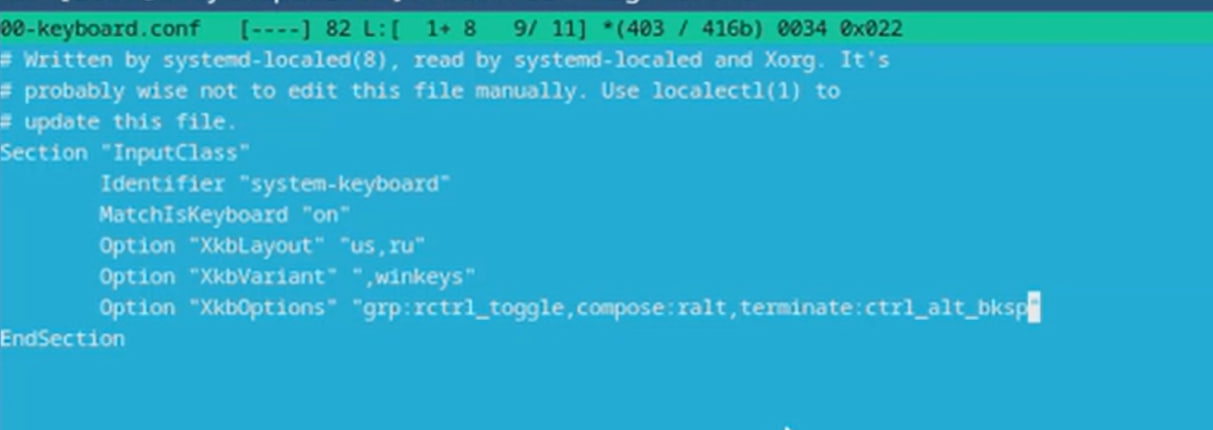 00-keyboard.conf   [----] 82 L:[  1+ 8   9/ 11] *(403 / 416b) 0034 0x022
# Written by systemd-localed(8), read by systemd-localed and Xorg. It's
# probably wise not to edit this file manually. Use localectl(1) to
# update this file.
Section "InputClass"
        Identifier "system-keyboard"
        MatchIsKeyboard "on"
        Option "XkbLayout" "us,ru"
        Option "XkbVariant" ",winkeys"
        Option "XkbOptions" "grp:rctrl_toggle,compose:ralt,terminate:ctrl_alt_bksp"
EndSection